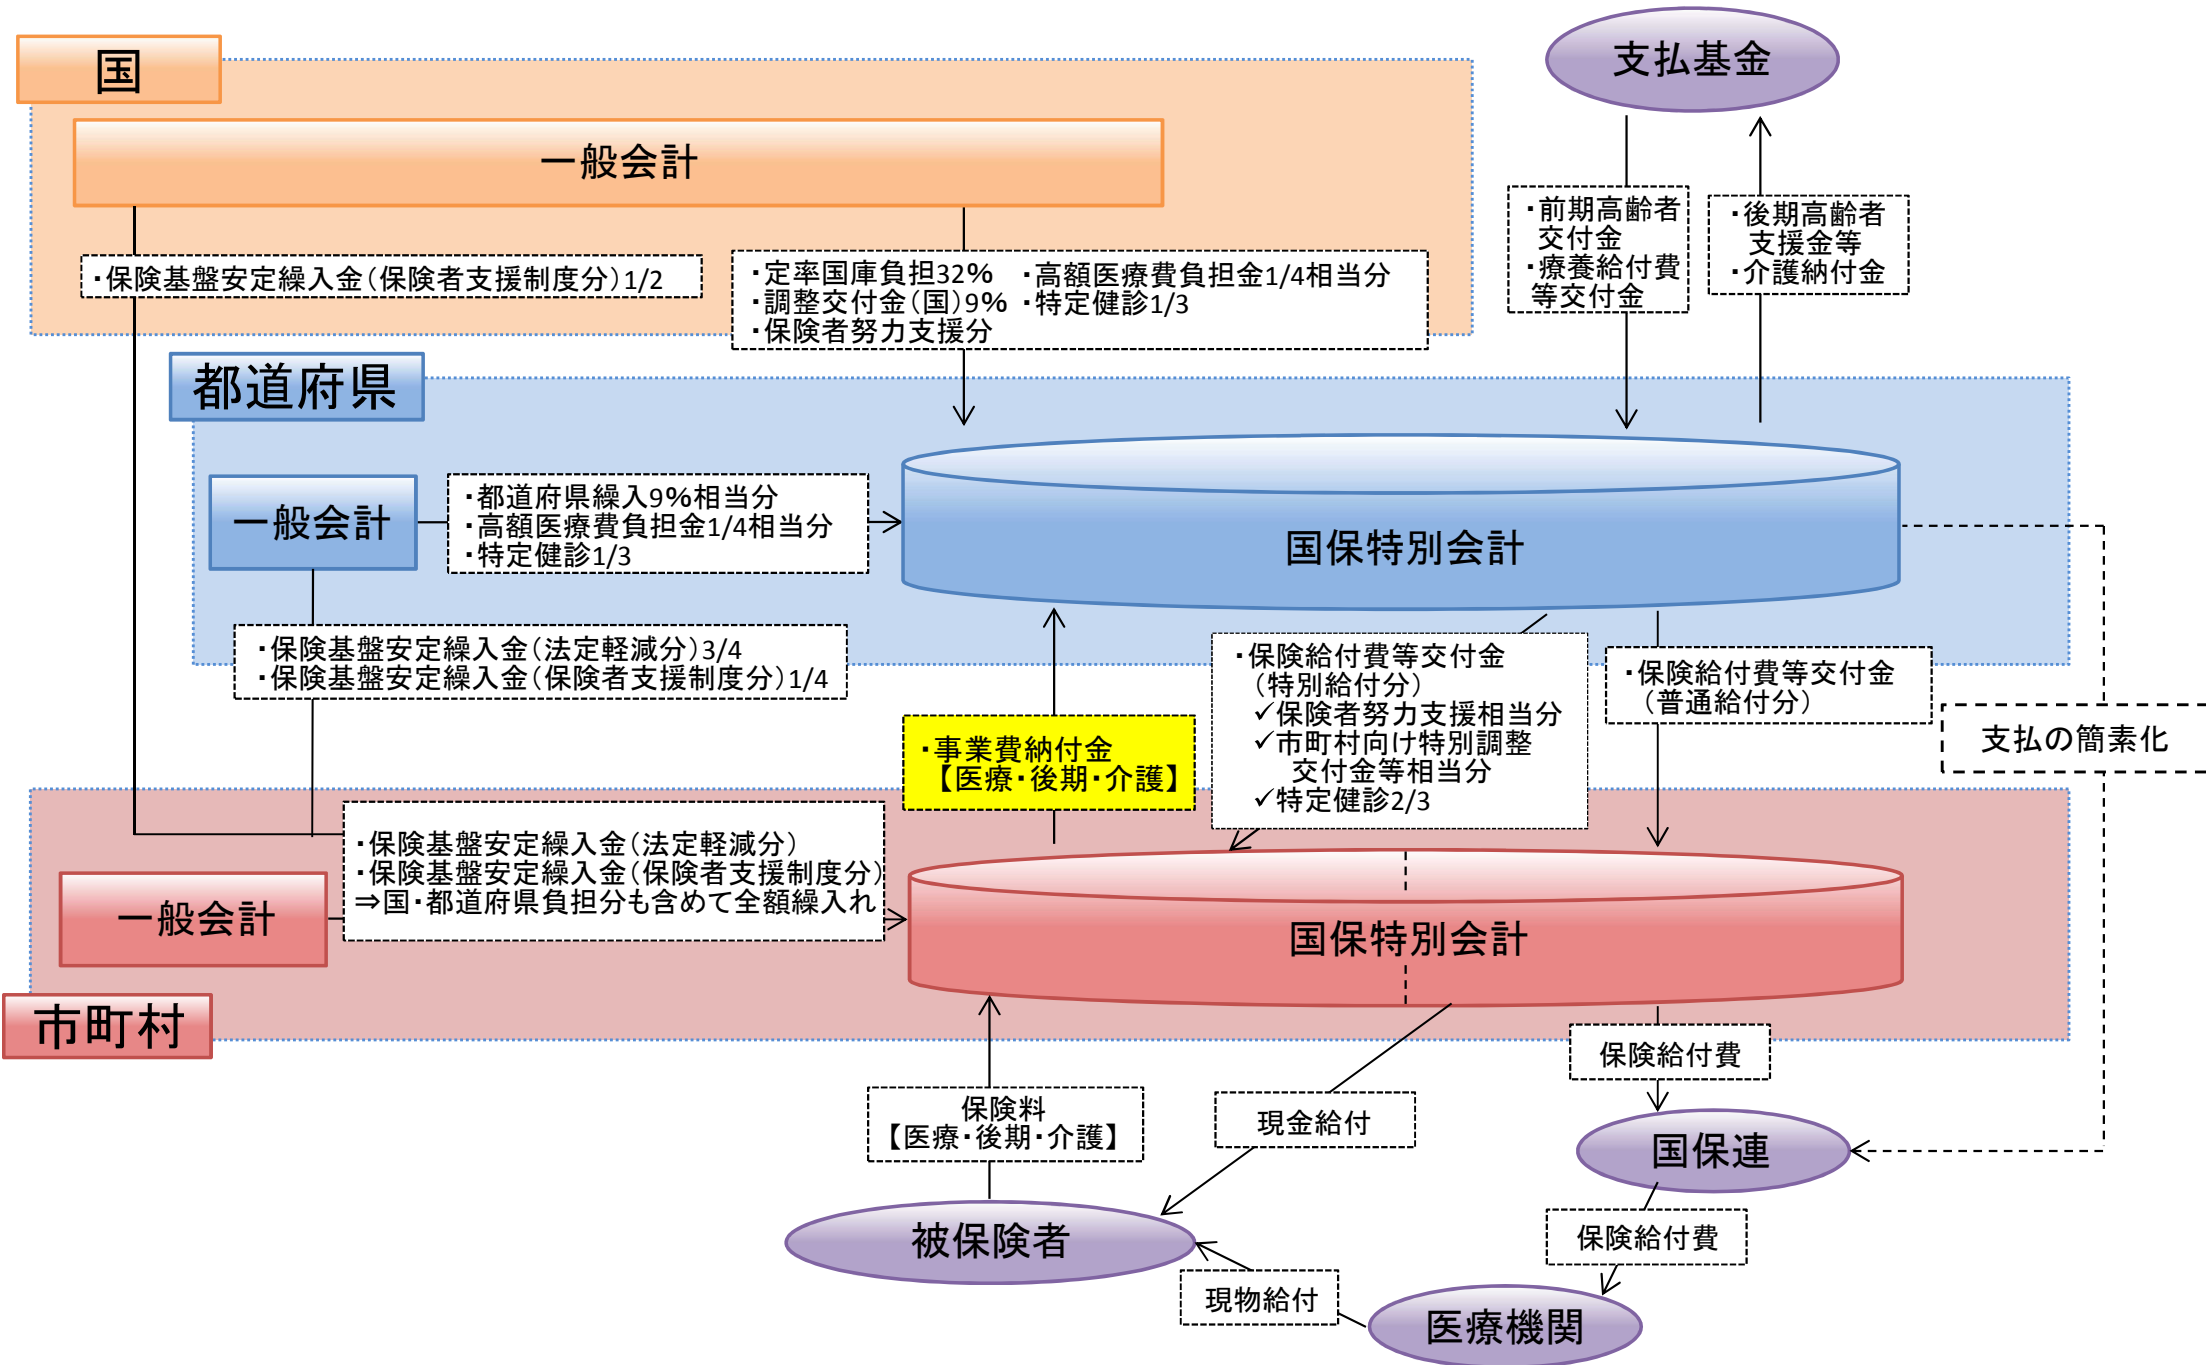 国
支払基金
一般会計
・前期高齢者
交付金
・療養給付費
等交付金
・後期高齢者
支援金等
・介護納付金
・保険基盤安定繰入金（保険者支援制度分）1/2
・定率国庫負担32％ ・高額医療費負担金1/4相当分
・調整交付金（国）9％ ・特定健診1/3
・保険者努力支援分
都道府県
一般会計
・都道府県繰入9％相当分
・高額医療費負担金1/4相当分
・特定健診1/3
国保特別会計
・保険基盤安定繰入金（法定軽減分）3/4
・保険基盤安定繰入金（保険者支援制度分）1/4
・保険給付費等交付金
（特別給付分）
✓保険者努力支援相当分
✓市町村向け特別調整
交付金等相当分
✓特定健診2/3
・保険給付費等交付金
（普通給付分）
支払の簡素化
・事業費納付金
【医療・後期・介護】
・保険基盤安定繰入金（法定軽減分）
・保険基盤安定繰入金（保険者支援制度分）
⇒国・都道府県負担分も含めて全額繰入れ
一般会計
国保特別会計
市町村
保険給付費
保険料
【医療・後期・介護】
現金給付
国保連
被保険者
保険給付費
現物給付
医療機関